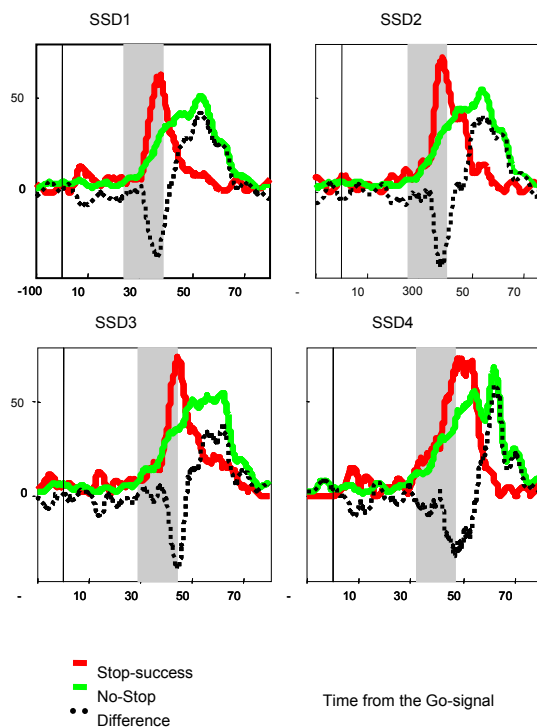 SSD1 SSD2
50 50
0 0
-100 10 30 50 70 - 10 300 50 70
SSD3 SSD4
50
0
- 10 30 50 70 - 10 30 50 70
Stop-success
No-Stop
Difference
Time from the Go-signal